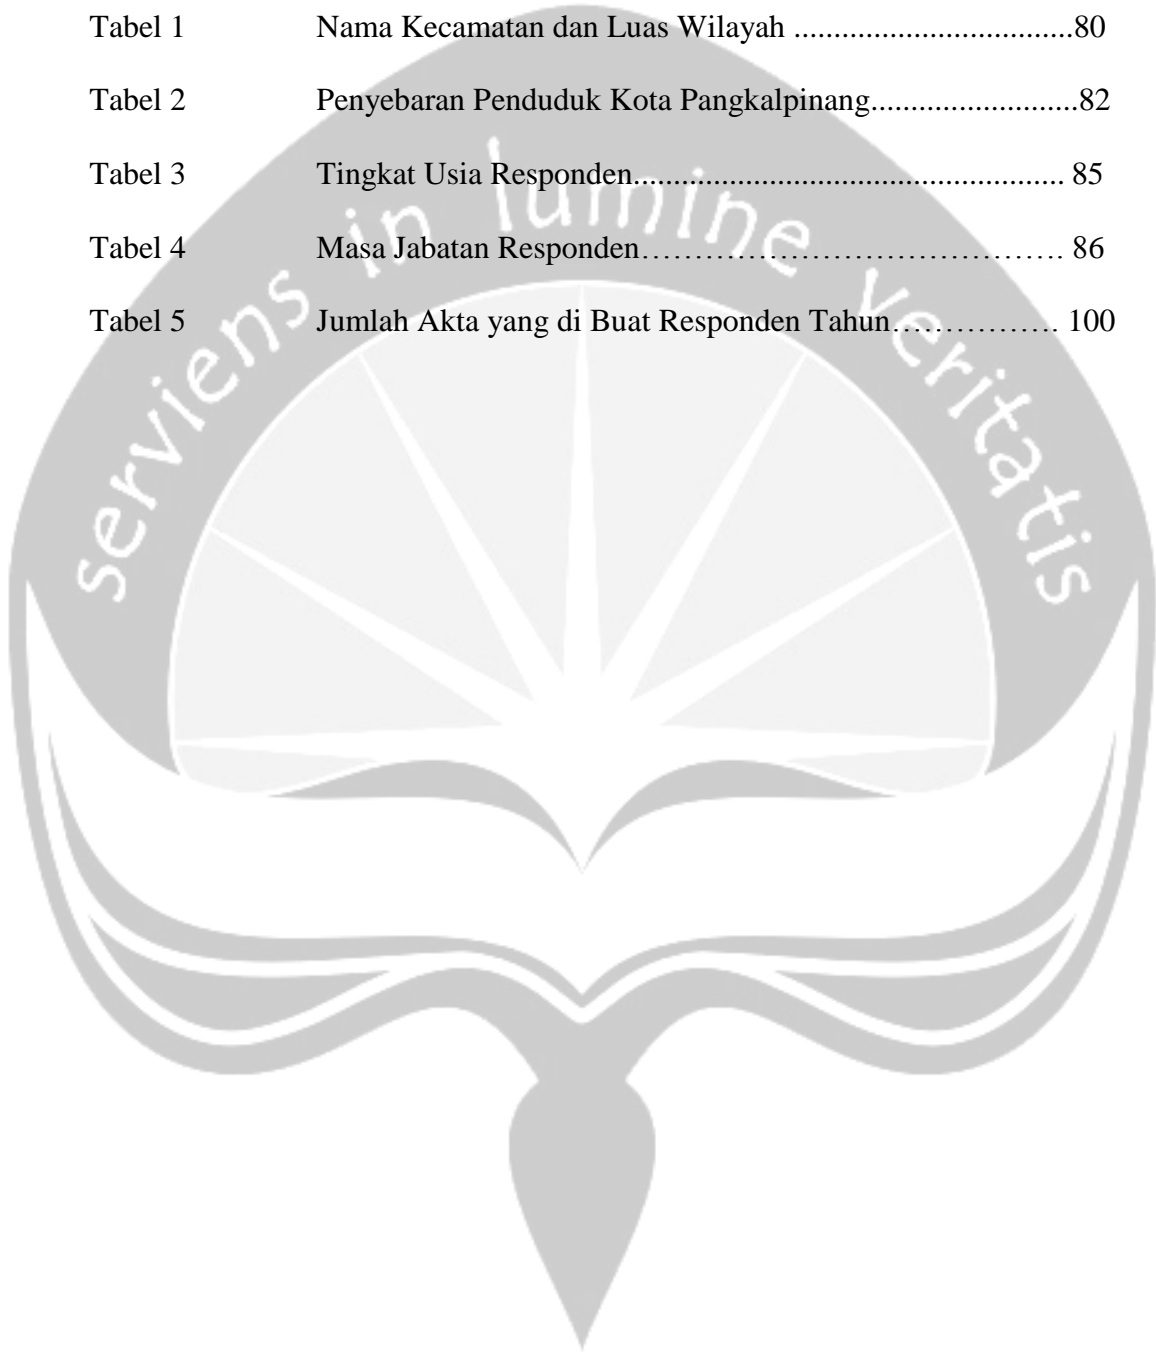 Tabel 1 Nama Kecamatan dan Luas Wilayah ...................................80
Tabel 2 Penyebaran Penduduk Kota Pangkalpinang..........................82
Tabel 3 Tingkat Usia Responden...................................................... 85
Tabel 4 Masa Jabatan Responden………………………………………… 86
Tabel 5 Jumlah Akta yang di Buat Responden Tahun……………… 100
serviens in lumine veritatis